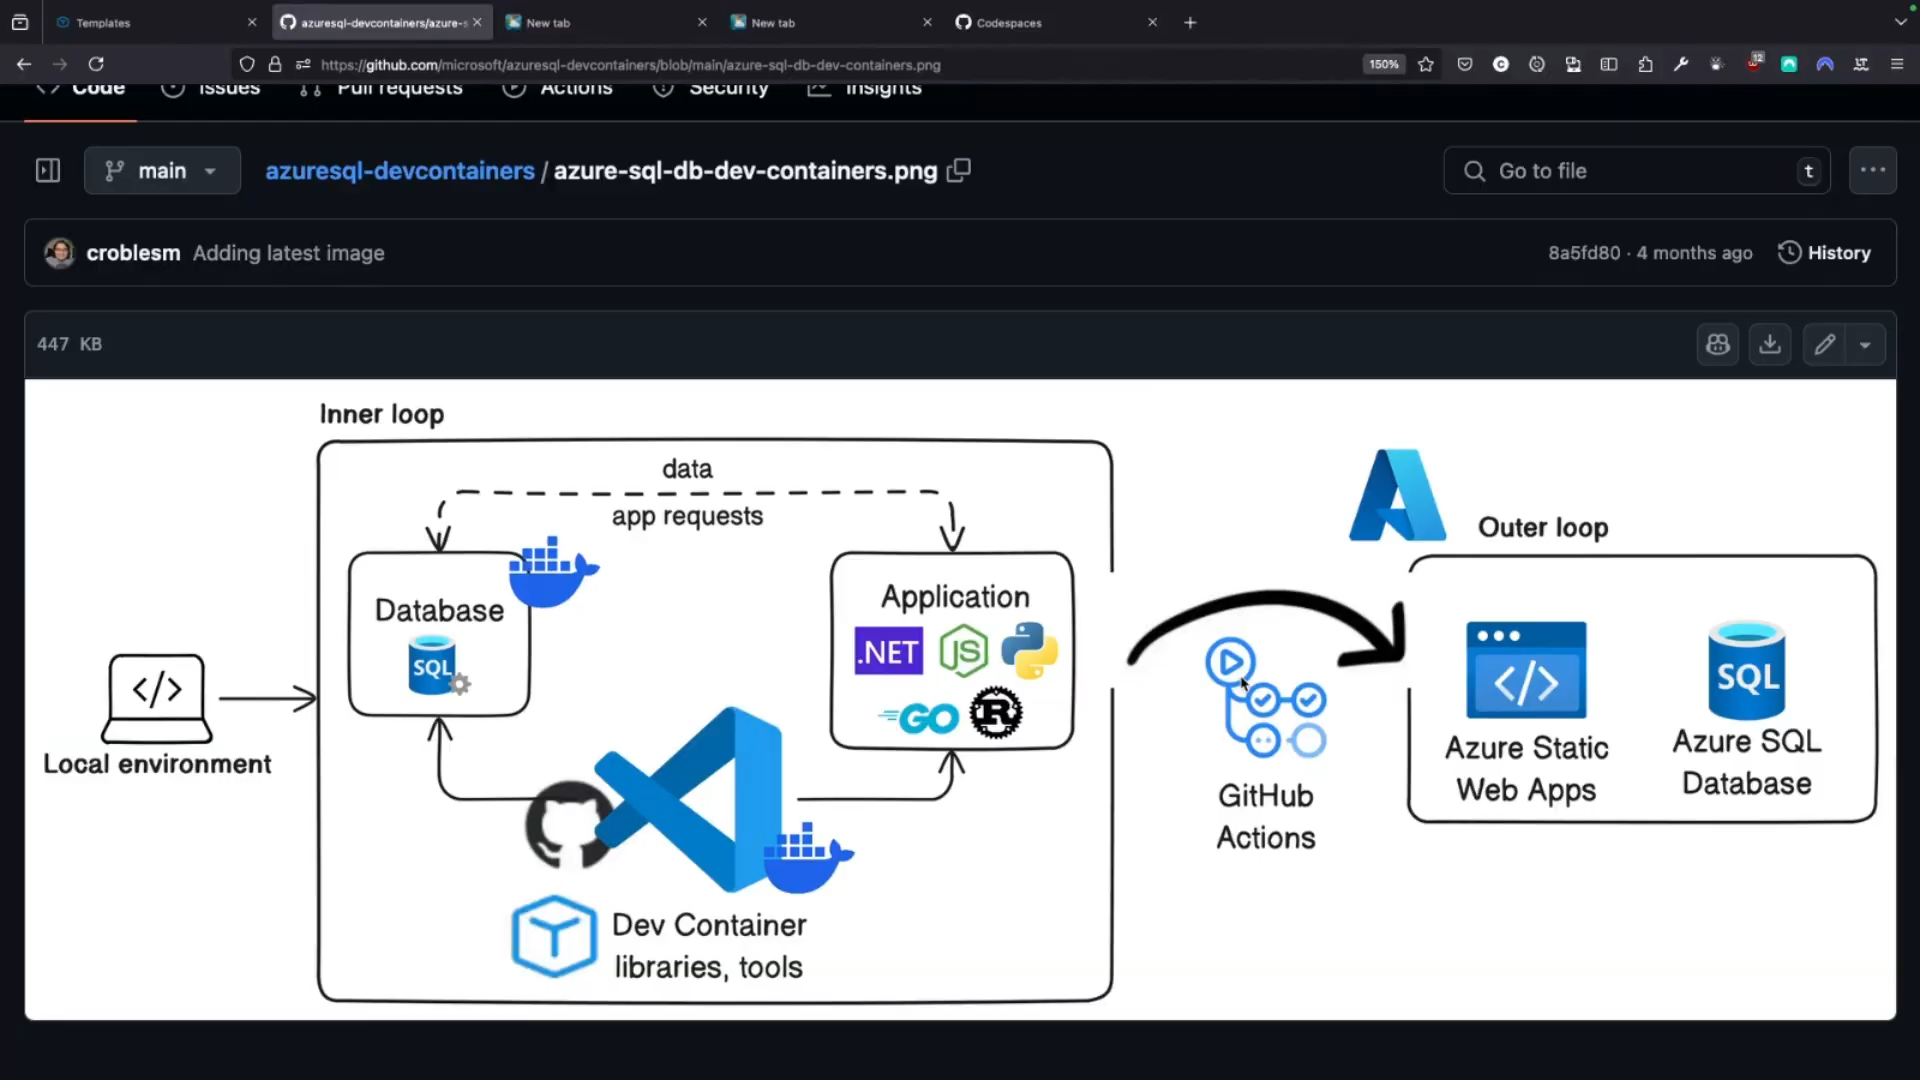 Templates
azuresql-devcontainers/azure-s
New tab
New tab
Codespaces
https://github.com/microsoft/azuresql-devcontainers/blob/main/azure-sql-db-dev-containers.png
150%
12
Code
Issues
Pull requests
Actions
Security
Insights
main
azuresql-devcontainers / azure-sql-db-dev-containers.png
Go to file
t
croblesm Adding latest image
8a5fd80 · 4 months ago
History
447 KB
Inner loop
data
app requests
Database
SQL
Application
.NET
JS
GO
R
Local environment
Dev Container
libraries, tools
GitHub
Actions
Outer loop
Azure Static
Web Apps
SQL
Azure SQL
Database